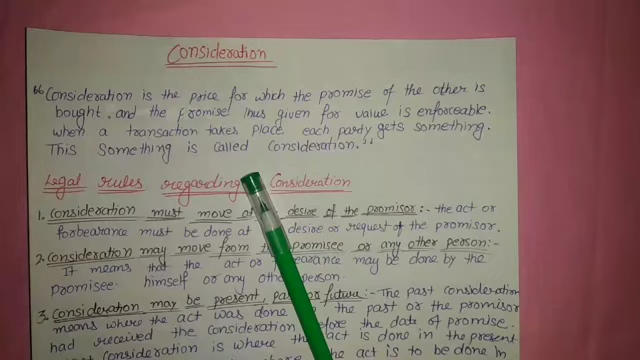 Consideration
"Consideration is the price for which the promise of the other is
bought. and the promise thus given for value is enforceable.
when a transaction takes place each party gets something.
This Something is called Consideration."
Legal rules regarding Consideration
1. Consideration must move at desire of the promisor:- the act or
forbearance must be done at desire or request of the promisor.
2. Consideration may move from the promisee or any other person:-
It means that the act or forbearance may be done by the
promisee himself or any other person.
3. Consideration may be present, past or future:- The past consideration
means where the act was done in the past or the promisor
had received the consideration before the date of promise.
consideration is where the act is done in the present
the act is to be done in